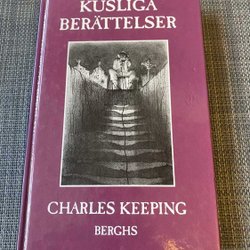 KUSLIGA
BERÄTTELSER
CHARLES KEEPING
BERGHS